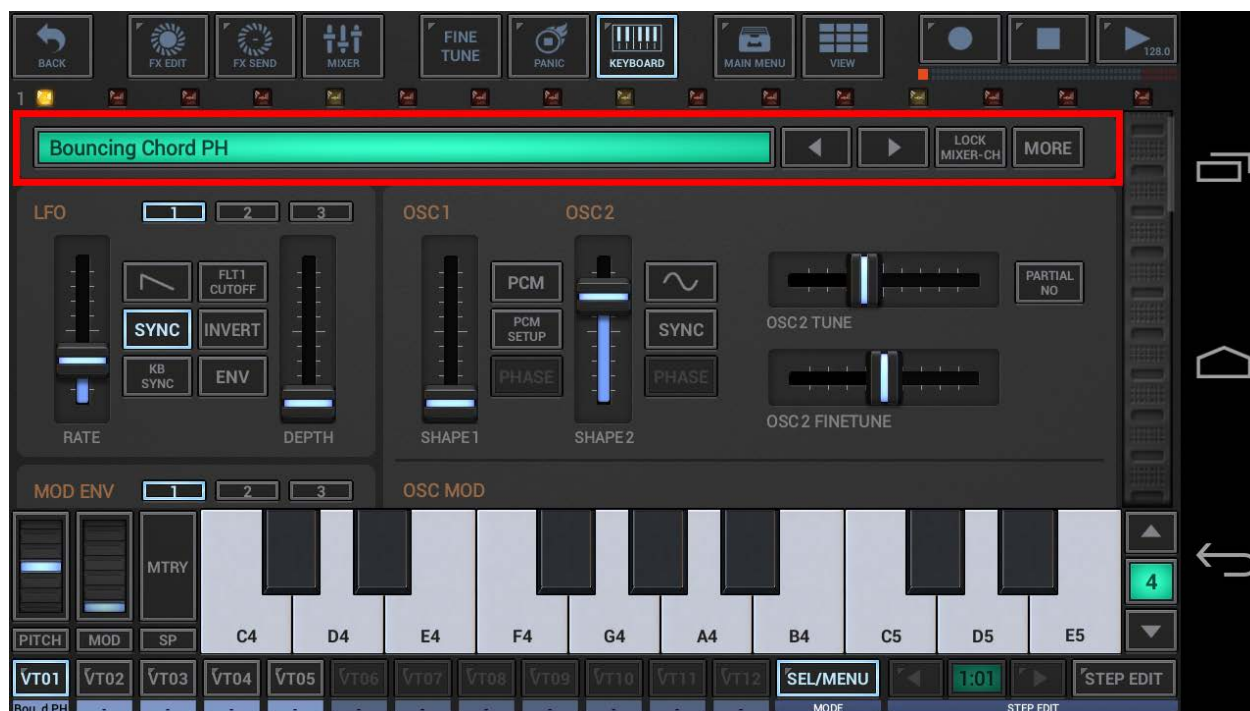 BACK
FX EDIT
FX SEND
MIXER
FINE
TUNE
PANIC
KEYBOARD
MAIN MENU
VIEW
128.0
1
Bouncing Chord PH
LOCK
MIXER-CH
MORE
LFO
1
2
3
OSC1
OSC2
FLT1
CUTOFF
PCM
PARTIAL
NO
SYNC
INVERT
PCM
SETUP
SYNC
OSC2 TUNE
KB
SYNC
ENV
PHASE
PHASE
RATE
DEPTH
SHAPE1
SHAPE2
OSC2 FINETUNE
MOD ENV
1
2
3
OSC MOD
MTRY
4
PITCH
MOD
SP
C4
D4
E4
F4
G4
A4
B4
C5
D5
E5
VT01
VT02
VT03
VT04
VT05
VT06
VT07
VT08
VT09
VT10
VT11
VT12
SEL/MENU
1:01
STEP EDIT
Bou_d PH
MODE
STEP EDIT